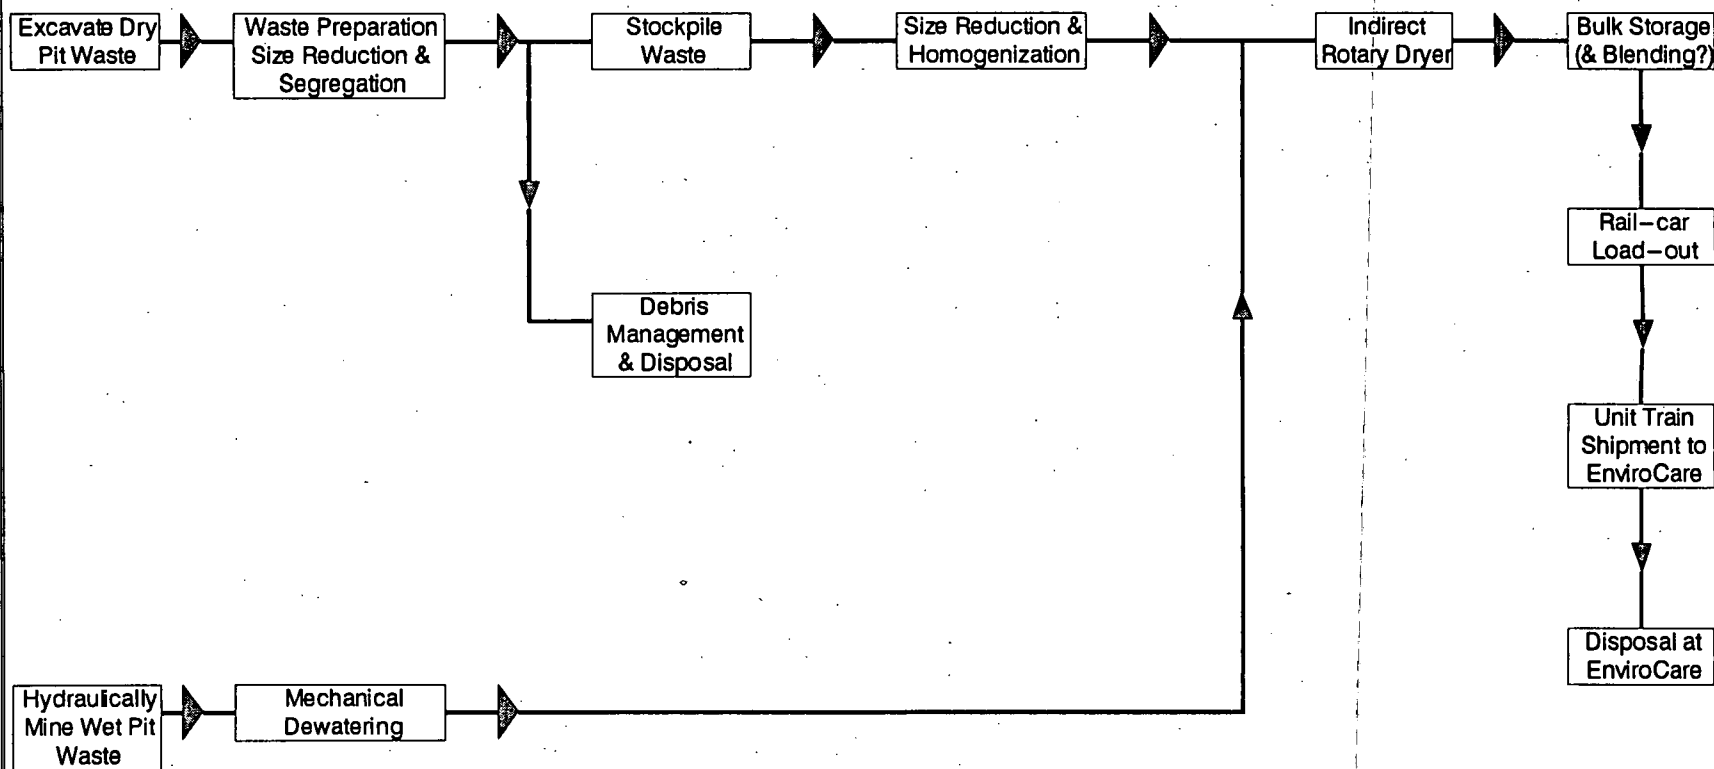 Excavate Dry
Pit Waste
Waste Preparation
Size Reduction &
Segregation
Stockpile
Waste
Size Reduction &
Homogenization
Indirect
Rotary Dryer
Bulk Storage
(& Blending?)
Rail-car
Load-out
Debris
Management
& Disposal
Unit Train
Shipment to
EnviroCare
Disposal at
EnviroCare
Hydraulically
Mine Wet Pit
Waste
Mechanical
Dewatering